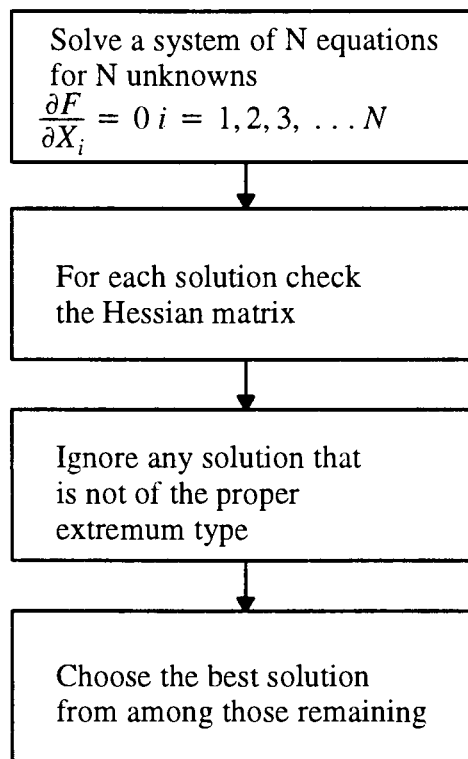 Solve a system of N equations
for N unknowns
∂F/∂X_i = 0 i = 1, 2, 3, ... N
For each solution check
the Hessian matrix
Ignore any solution that
is not of the proper
extremum type
Choose the best solution
from among those remaining